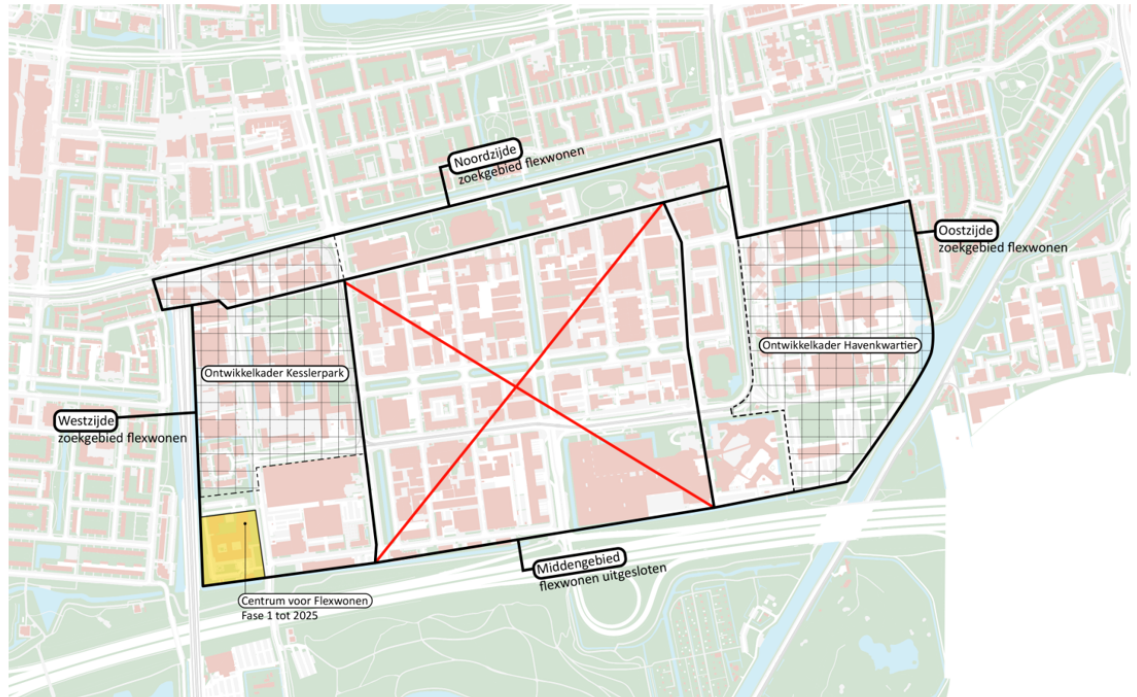 Noordzijde
zoekgebied flexwonen
Oostzijde
zoekgebied flexwonen
Ontwikkelkader Havenkwartier
Ontwikkelkader Kesslerpark
Westzijde
zoekgebied flexwonen
Middengebied
flexwonen uitgesloten
Centrum voor Flexwonen
Fase 1 tot 2025